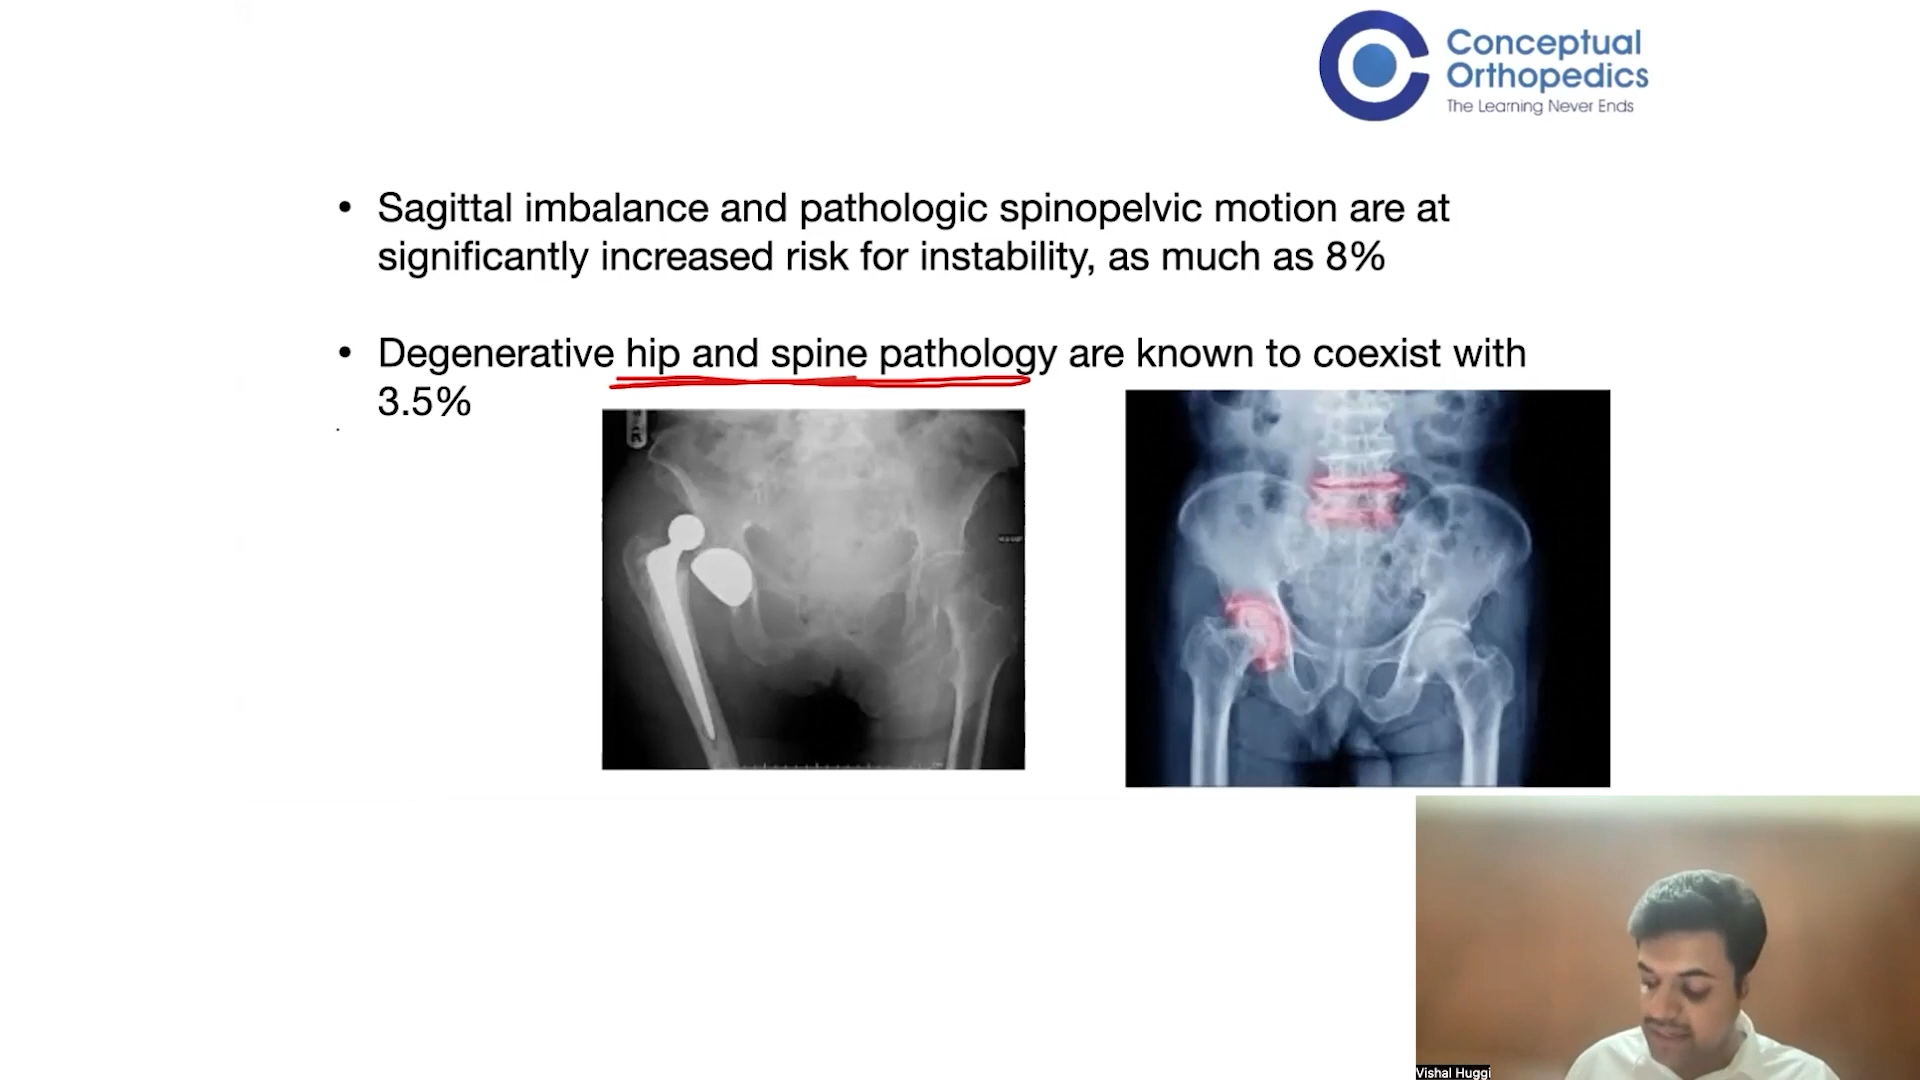 Conceptual
Orthopedics
The Learning Never Ends
• Sagittal imbalance and pathologic spinopelvic motion are at
significantly increased risk for instability, as much as 8%
• Degenerative hip and spine pathology are known to coexist with
3.5%
R
Vishal Huggi